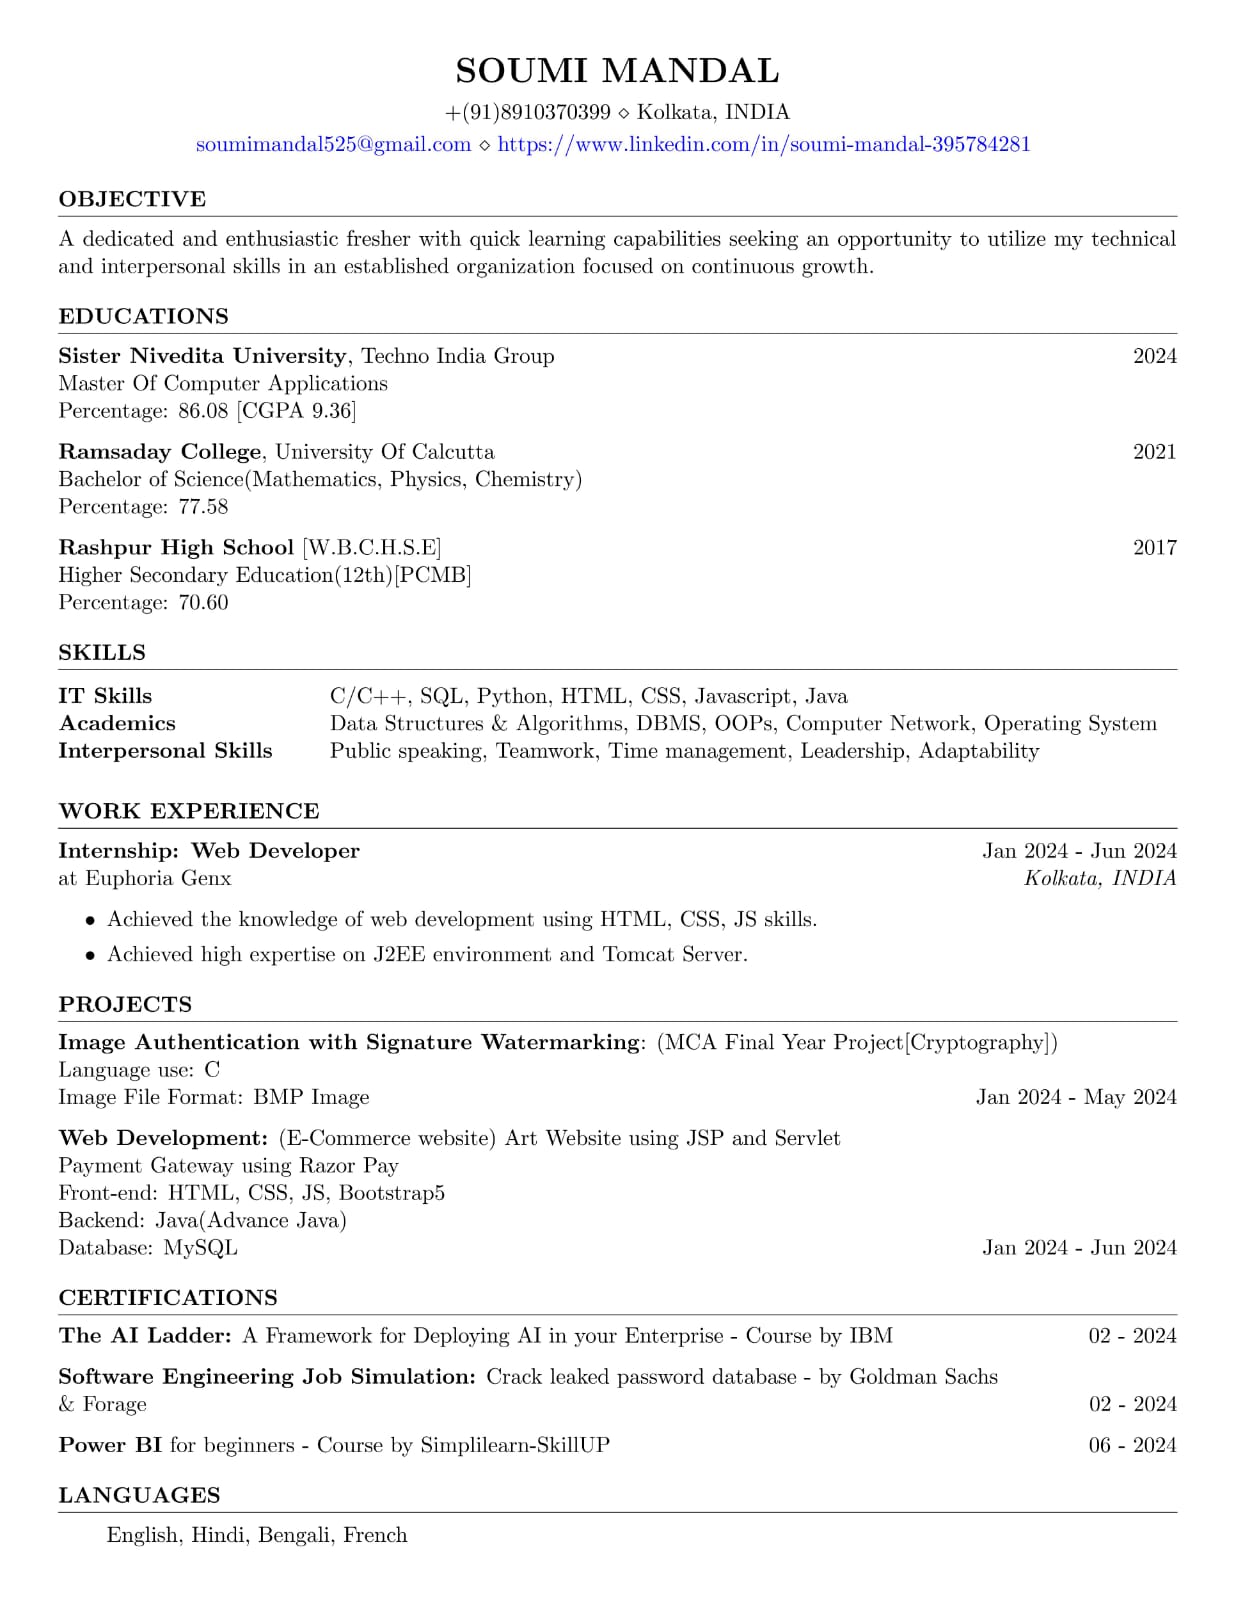 SOUMI MANDAL
+(91)8910370399 ⋄ Kolkata, INDIA
soumimandal525@gmail.com ⋄ https://www.linkedin.com/in/soumi-mandal-395784281
OBJECTIVE
A dedicated and enthusiastic fresher with quick learning capabilities seeking an opportunity to utilize my technical
and interpersonal skills in an established organization focused on continuous growth.
EDUCATIONS
Sister Nivedita University, Techno India Group 2024
Master Of Computer Applications
Percentage: 86.08 [CGPA 9.36]
Ramsaday College, University Of Calcutta 2021
Bachelor of Science(Mathematics, Physics, Chemistry)
Percentage: 77.58
Rashpur High School [W.B.C.H.S.E] 2017
Higher Secondary Education(12th)[PCMB]
Percentage: 70.60
SKILLS
IT Skills C/C++, SQL, Python, HTML, CSS, Javascript, Java
Academics Data Structures & Algorithms, DBMS, OOPs, Computer Network, Operating System
Interpersonal Skills Public speaking, Teamwork, Time management, Leadership, Adaptability
WORK EXPERIENCE
Internship: Web Developer Jan 2024 - Jun 2024
at Euphoria Genx Kolkata, INDIA
• Achieved the knowledge of web development using HTML, CSS, JS skills.
• Achieved high expertise on J2EE environment and Tomcat Server.
PROJECTS
Image Authentication with Signature Watermarking: (MCA Final Year Project[Cryptography])
Language use: C
Image File Format: BMP Image Jan 2024 - May 2024
Web Development: (E-Commerce website) Art Website using JSP and Servlet
Payment Gateway using Razor Pay
Front-end: HTML, CSS, JS, Bootstrap5
Backend: Java(Advance Java)
Database: MySQL Jan 2024 - Jun 2024
CERTIFICATIONS
The AI Ladder: A Framework for Deploying AI in your Enterprise - Course by IBM 02 - 2024
Software Engineering Job Simulation: Crack leaked password database - by Goldman Sachs
& Forage 02 - 2024
Power BI for beginners - Course by Simplilearn-SkillUP 06 - 2024
LANGUAGES
English, Hindi, Bengali, French